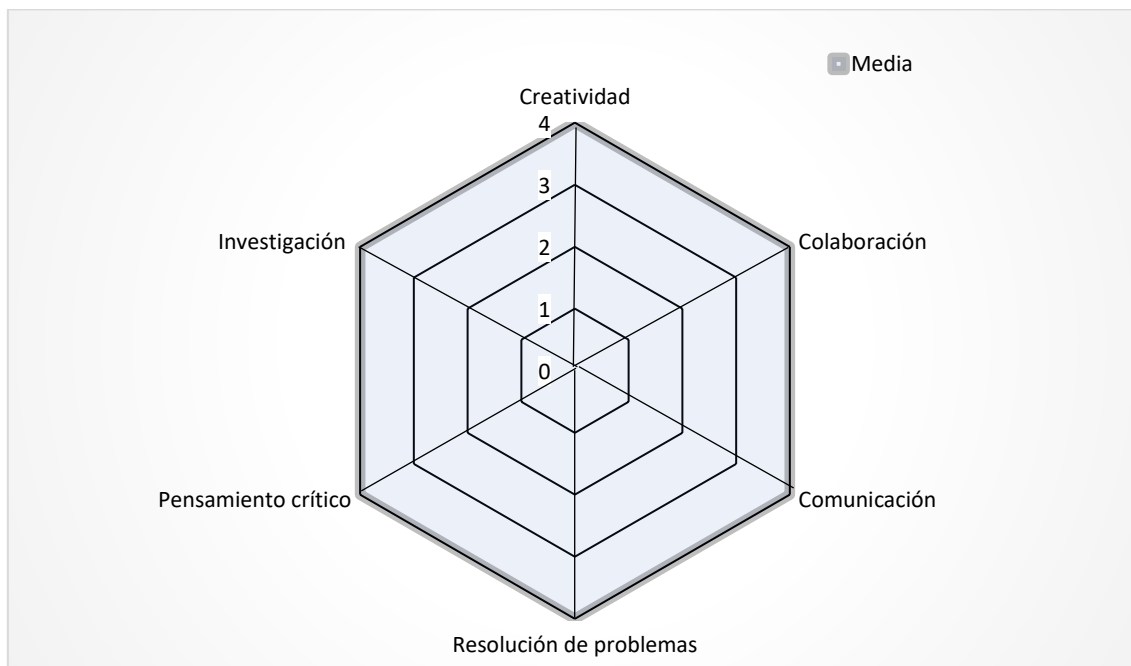 Media
Creatividad
4
3
Investigación
Colaboración
2
1
0
Pensamiento crítico
Comunicación
Resolución de problemas